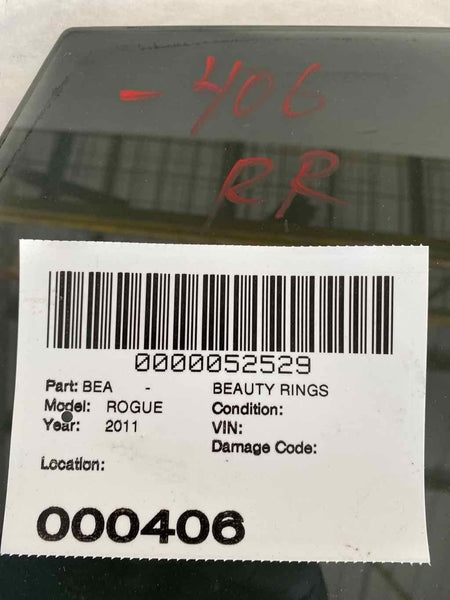 - 406
RR
0000052529
Part: BEA - BEAUTY RINGS
Model: ROGUE Condition:
Year: 2011 VIN:
Damage Code:
Location:
000406